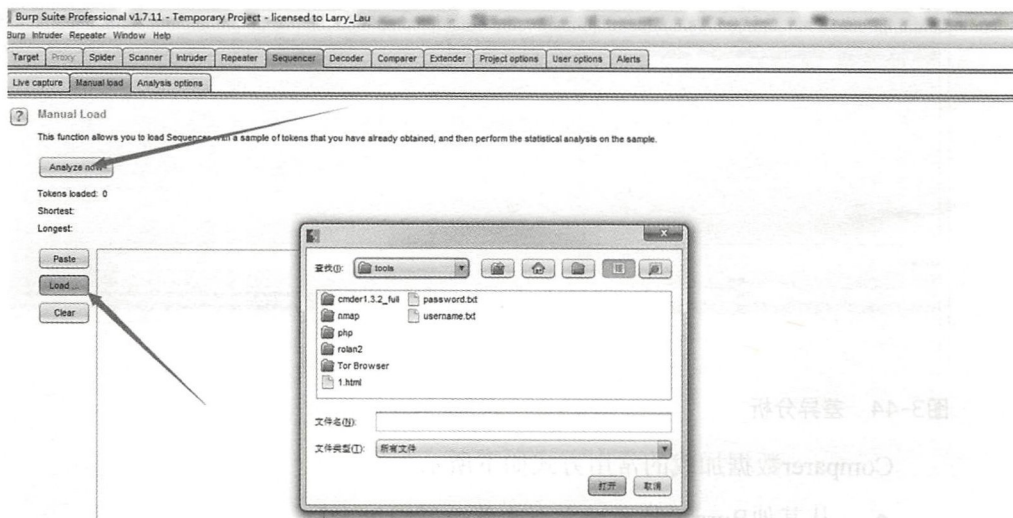 Burp Suite Professional v1.7.11 - Temporary Project - licensed to Larry_Lau
Burp Intruder Repeater Window Help
Target Proxy Spider Scanner Intruder Repeater Sequencer Decoder Comparer Extender Project options User options Alerts
Live capture Manual load Analysis options
? Manual Load
This function allows you to load Sequencer with a sample of tokens that you have already obtained, and then perform the statistical analysis on the sample.
Analyze now
Tokens loaded: 0
Shortest:
Longest:
Paste
Load ...
Clear
查找(I): tools
cmder1.3.2_full password.txt
nmap username.txt
php
rolan2
Tor Browser
1.html
文件名(N):
文件类型(T): 所有文件
打开 取消
图3-44 差异分析